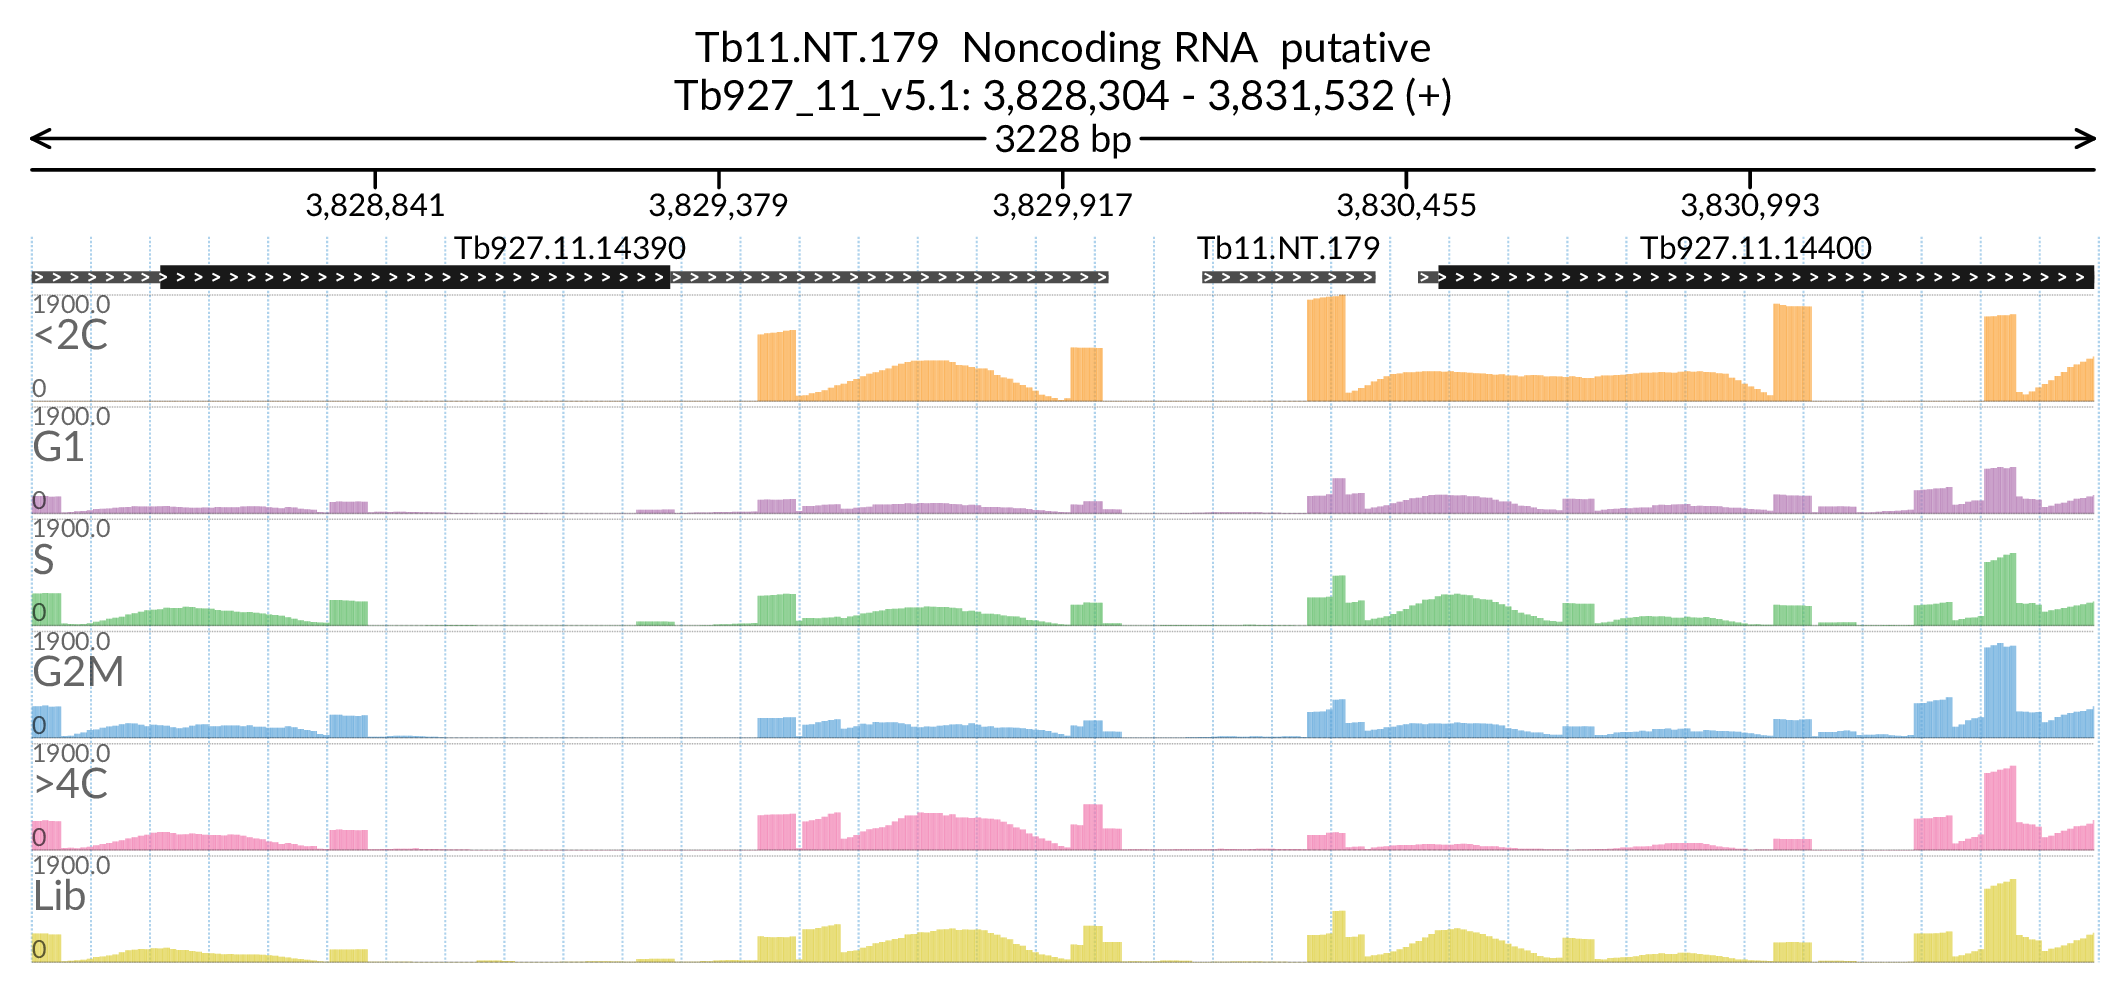 Tb11.NT.179  Noncoding RNA  putative
Tb927_11_v5.1: 3,828,304 - 3,831,532 (+)
3228 bp
3,828,841 3,829,379 3,829,917 3,830,455 3,830,993
Tb927.11.14390 Tb11.NT.179 Tb927.11.14400
1900.0
<2C
0
1900.0
G1
0
1900.0
S
0
1900.0
G2M
0
1900.0
>4C
0
1900.0
Lib
0